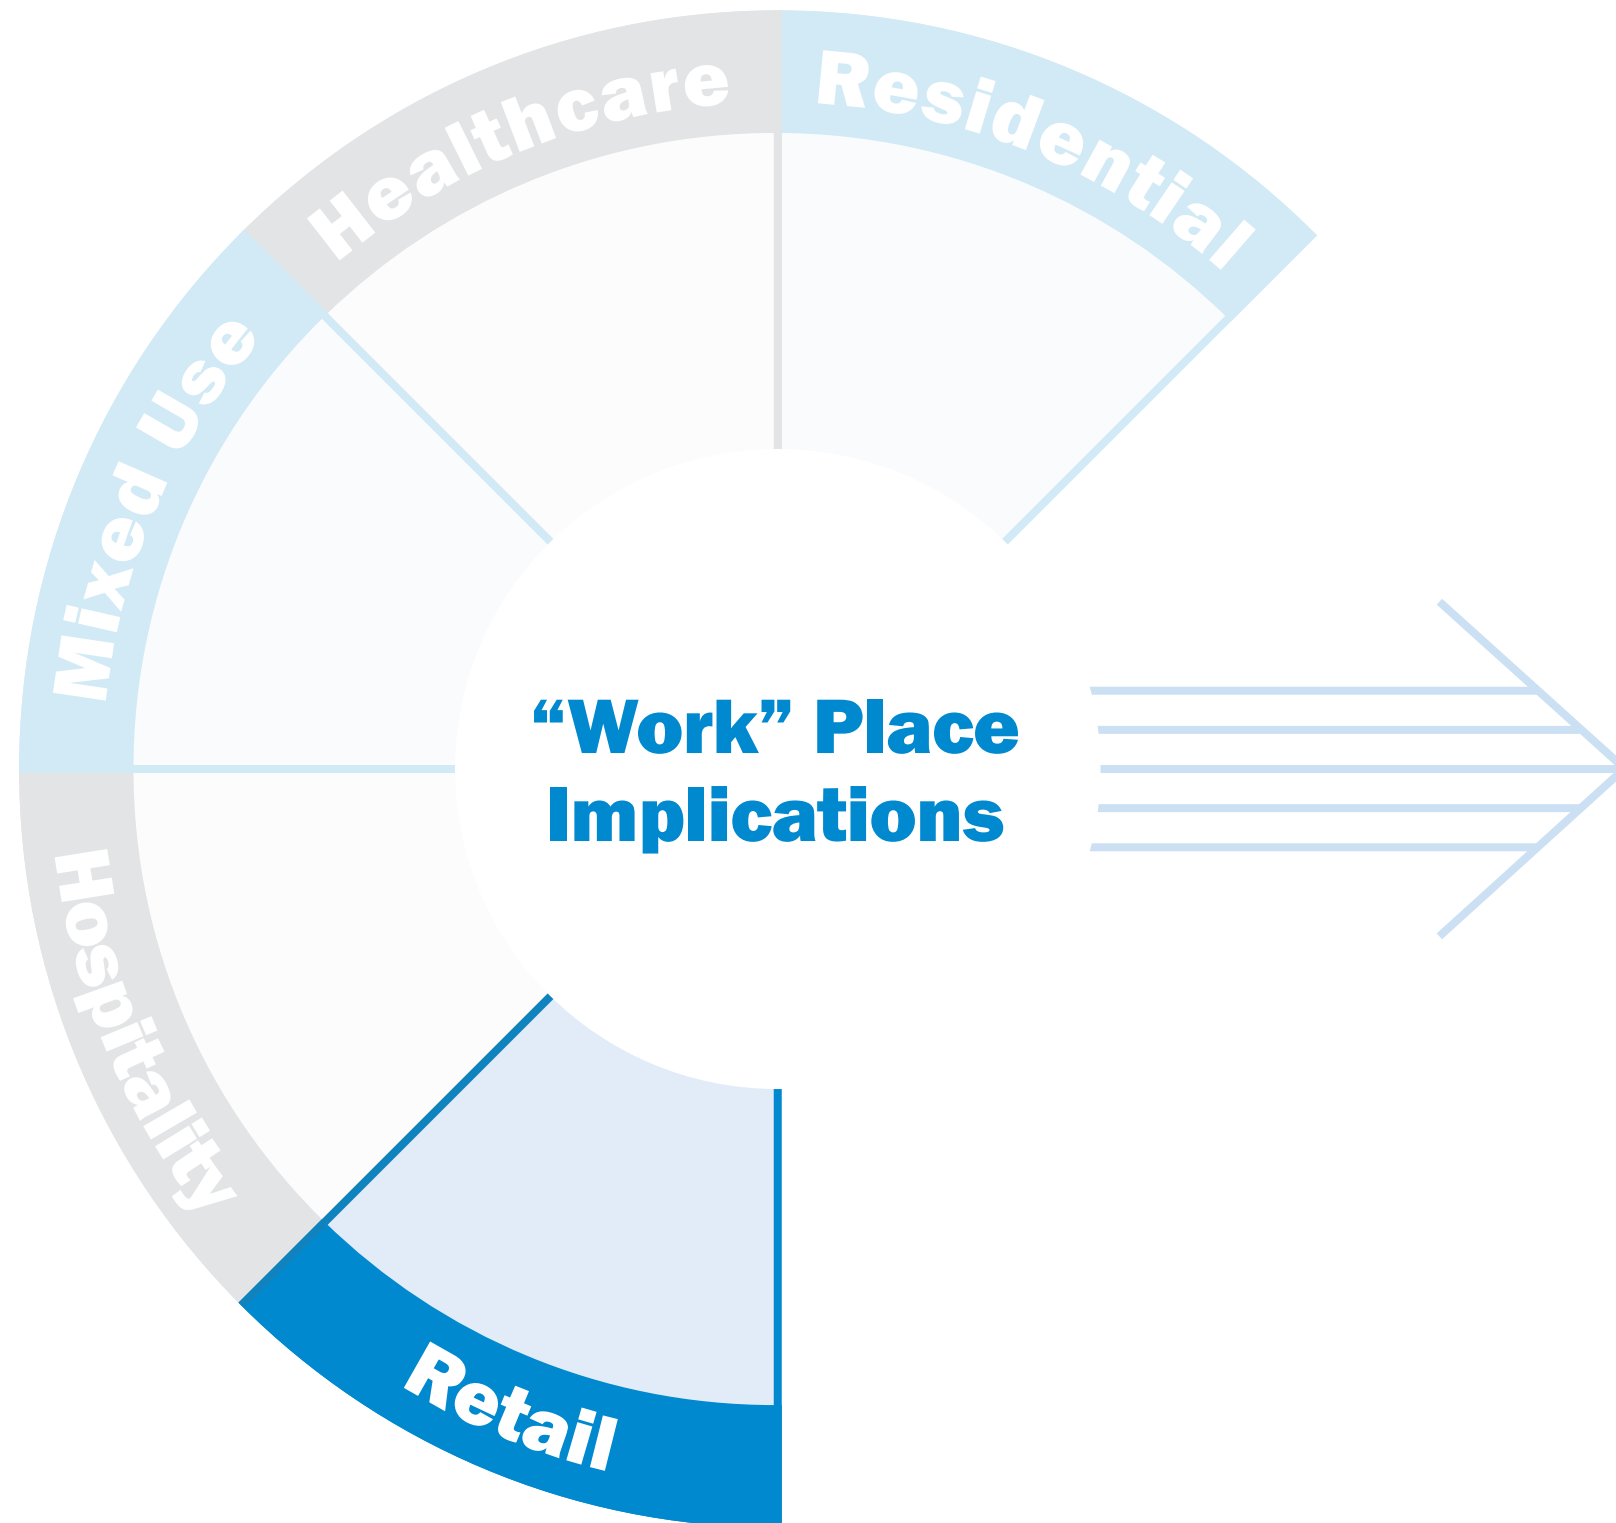 Residential
Healthcare
Mixed Use
Hospitality
Retail
“Work” Place
Implications